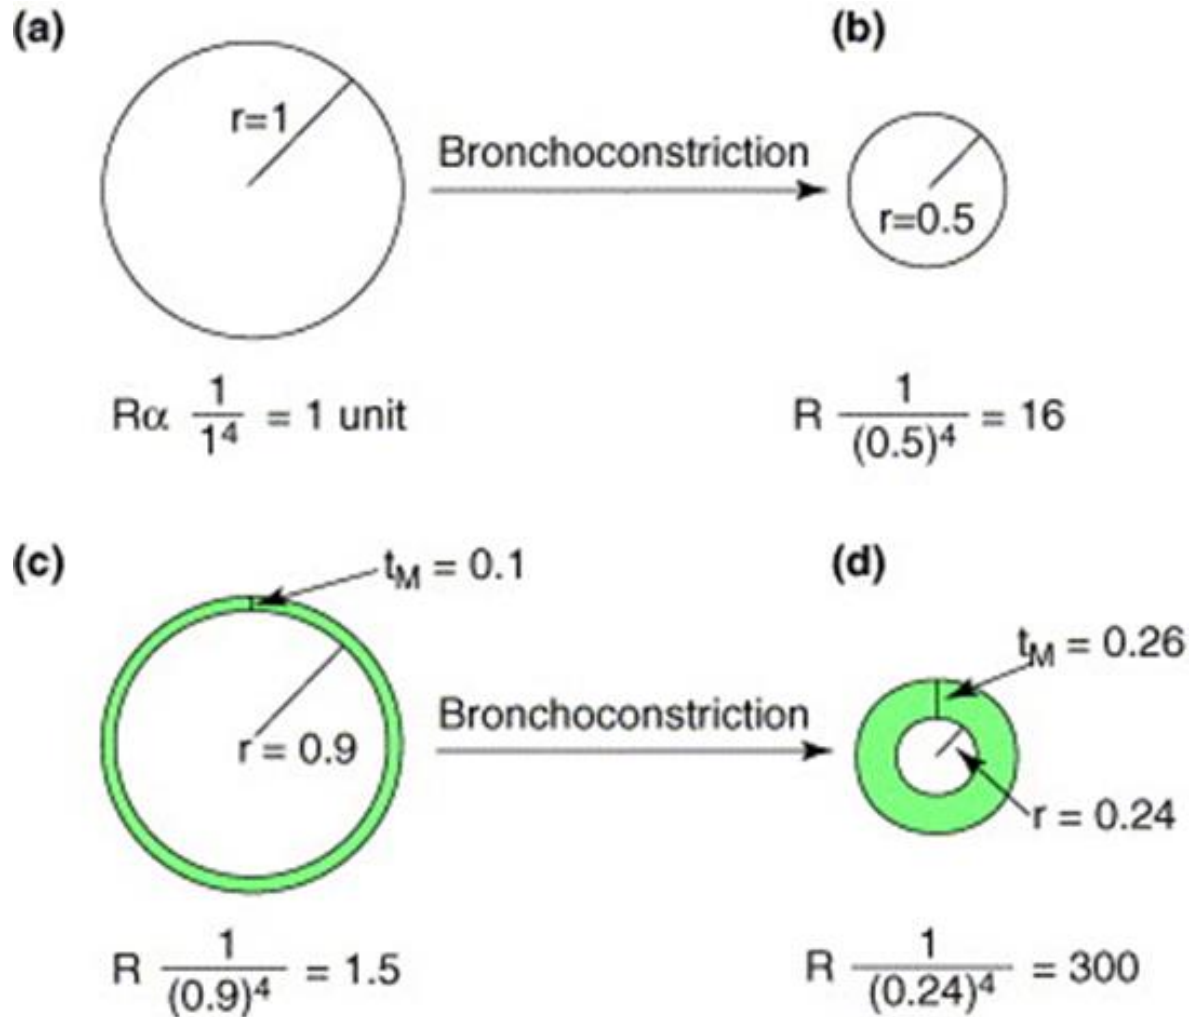 (a)
r=1
Bronchoconstriction
(b)
r=0.5
Rα 1/1⁴ = 1 unit
R 1/(0.5)⁴ = 16
(c)
t_M = 0.1
r = 0.9
Bronchoconstriction
(d)
t_M = 0.26
r = 0.24
R 1/(0.9)⁴ = 1.5
R 1/(0.24)⁴ = 300